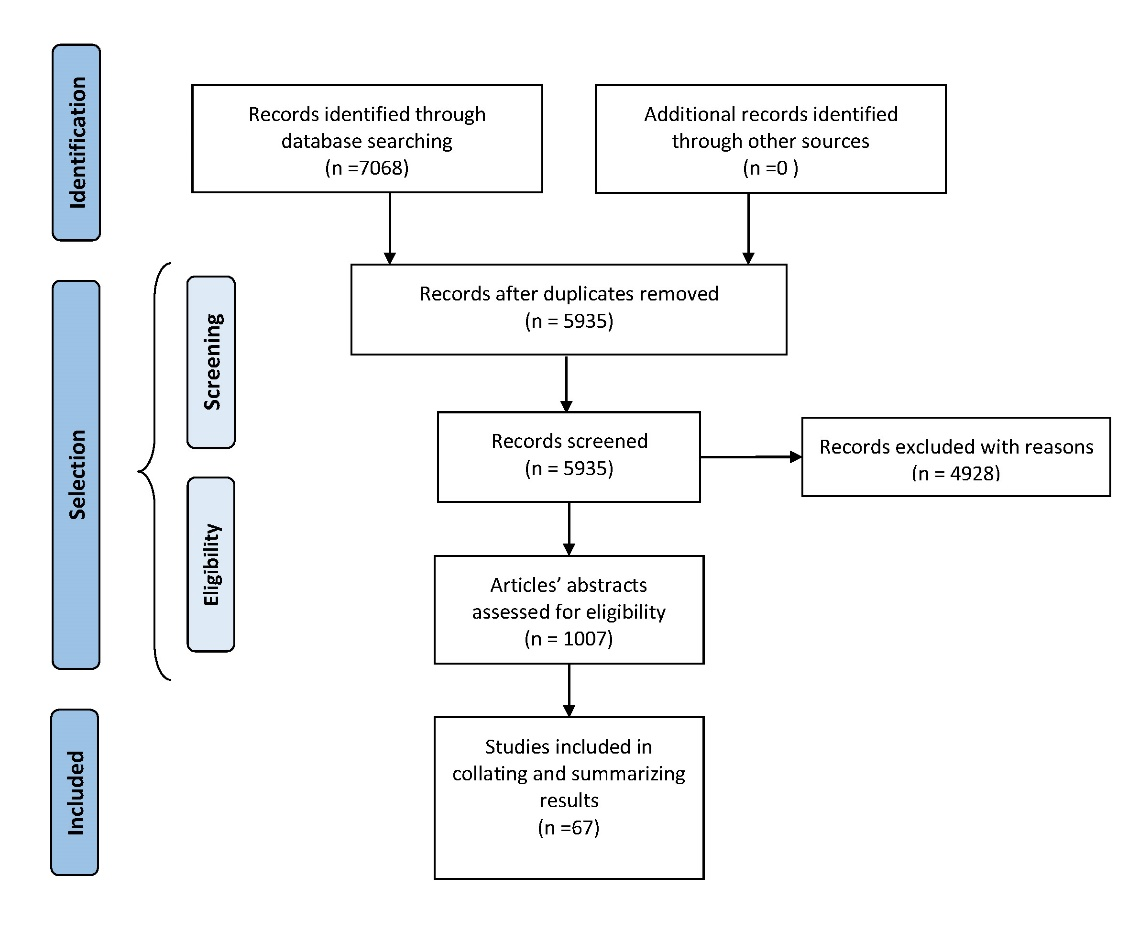 Identification
Records identified through
database searching
(n =7068)
Additional records identified
through other sources
(n =0 )
Selection
Screening
Records after duplicates removed
(n = 5935)
Records screened
(n = 5935)
Records excluded with reasons
(n = 4928)
Eligibility
Articles’ abstracts
assessed for eligibility
(n = 1007)
Included
Studies included in
collating and summarizing
results
(n =67)